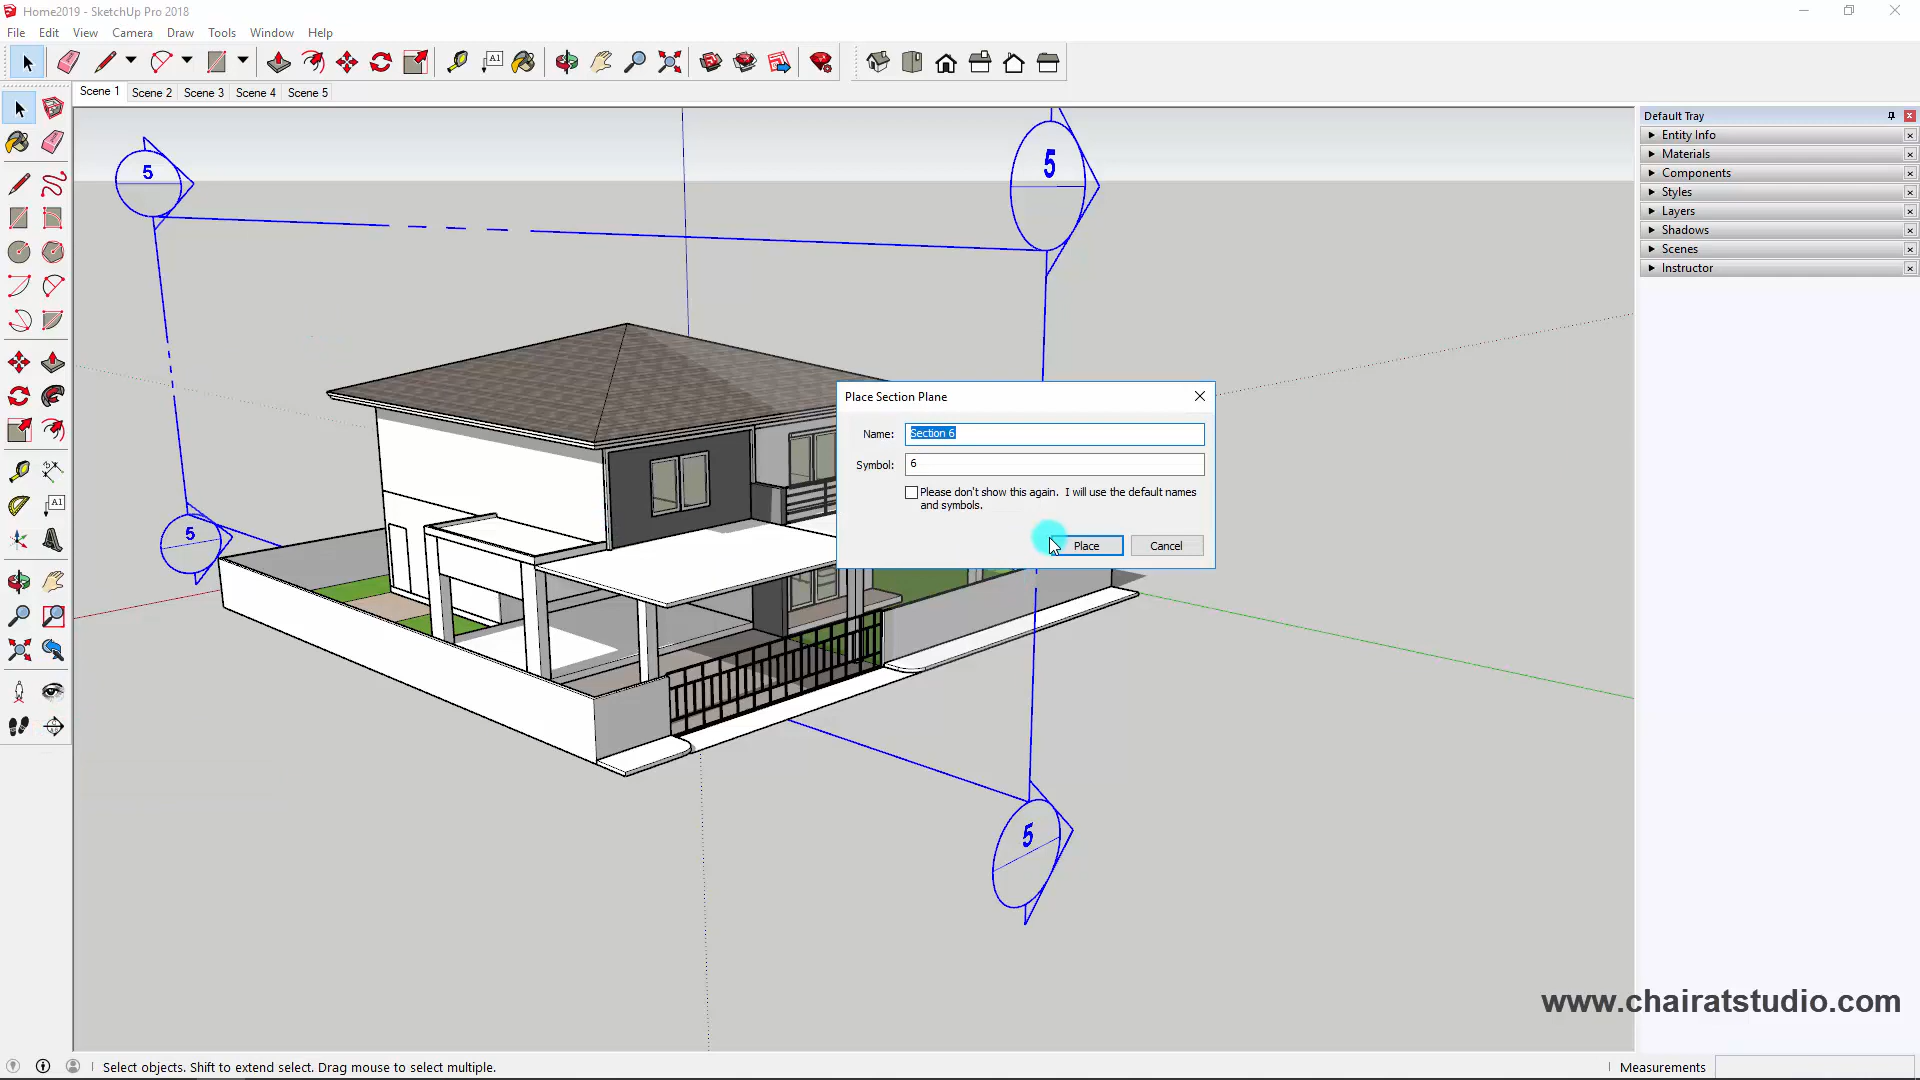 Home2019 - SketchUp Pro 2018
File Edit View Camera Draw Tools Window Help
A1
Scene 1 Scene 2 Scene 3 Scene 4 Scene 5
Default Tray
Entity Info
Materials
Components
Styles
Layers
Shadows
Scenes
Instructor
5
5
5
5
Place Section Plane
Name: Section 6
Symbol: 6
Please don't show this again. I will use the default names
and symbols.
Place Cancel
A1
www.chairatstudio.com
Select objects. Shift to extend select. Drag mouse to select multiple.
Measurements